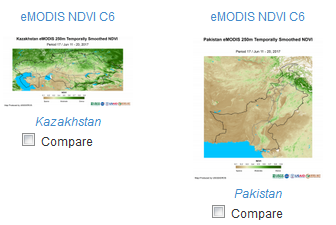 eMODIS NDVI C6
Kazakhstan eMODIS 250m Temporally Smoothed NDVI
Period 17 / Jun 11 - 20, 2017
Kazakhstan
Compare
eMODIS NDVI C6
Pakistan eMODIS 250m Temporally Smoothed NDVI
Period 17 / Jun 11 - 20, 2017
Pakistan
Compare